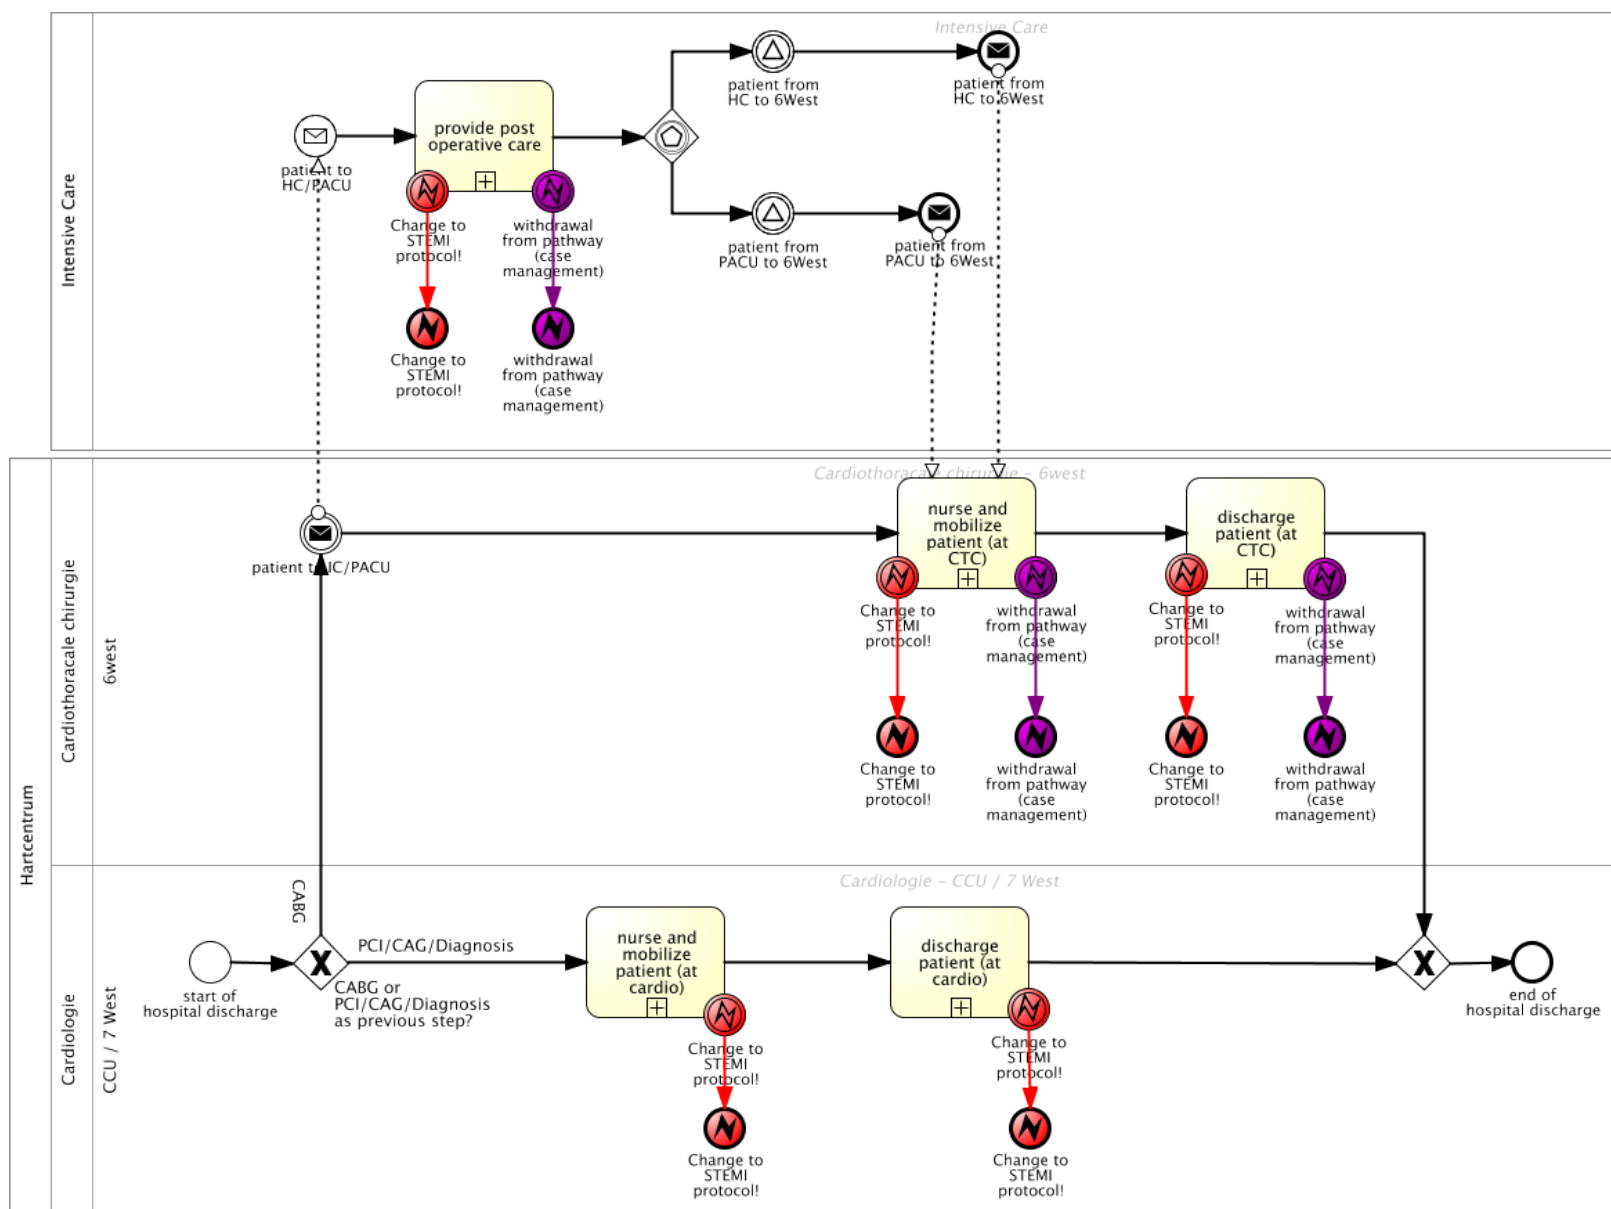 Intensive Care
Intensive Care
patient to
HC/PACU
provide post
operative care
Change to
STEMI
protocol!
withdrawal
from pathway
(case
management)
Change to
STEMI
protocol!
withdrawal
from pathway
(case
management)
patient from
HC to 6West
patient from
HC to 6West
patient from
PACU to 6West
patient from
PACU to 6West
Hartcentrum
Cardiothoracale chirurgie
6west
Cardiothoracale chirurgie - 6west
patient to IC/PACU
nurse and
mobilize
patient (at
CTC)
Change to
STEMI
protocol!
withdrawal
from pathway
(case
management)
Change to
STEMI
protocol!
withdrawal
from pathway
(case
management)
discharge
patient (at
CTC)
Change to
STEMI
protocol!
withdrawal
from pathway
(case
management)
Change to
STEMI
protocol!
withdrawal
from pathway
(case
management)
Cardiologie
CCU / 7 West
Cardiologie - CCU / 7 West
start of
hospital discharge
CABG
PCI/CAG/Diagnosis
CABG or
PCI/CAG/Diagnosis
as previous step?
nurse and
mobilize
patient (at
cardio)
Change to
STEMI
protocol!
Change to
STEMI
protocol!
discharge
patient (at
cardio)
Change to
STEMI
protocol!
Change to
STEMI
protocol!
end of
hospital discharge